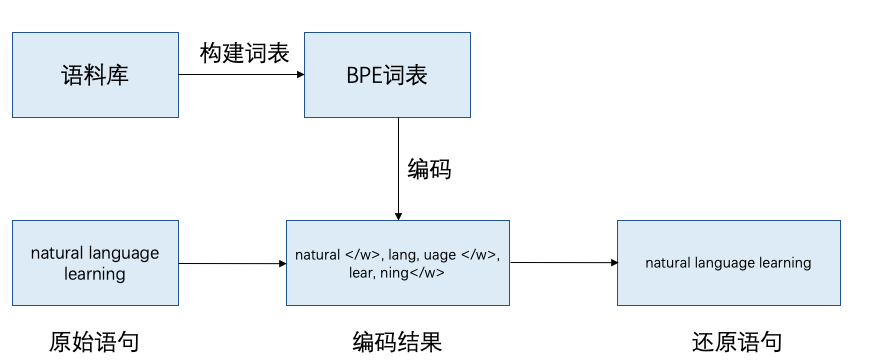 构建词表
语料库
BPE词表
编码
natural language
learning
natural </w>, lang, uage </w>,
lear, ning</w>
natural language learning
原始语句
编码结果
还原语句